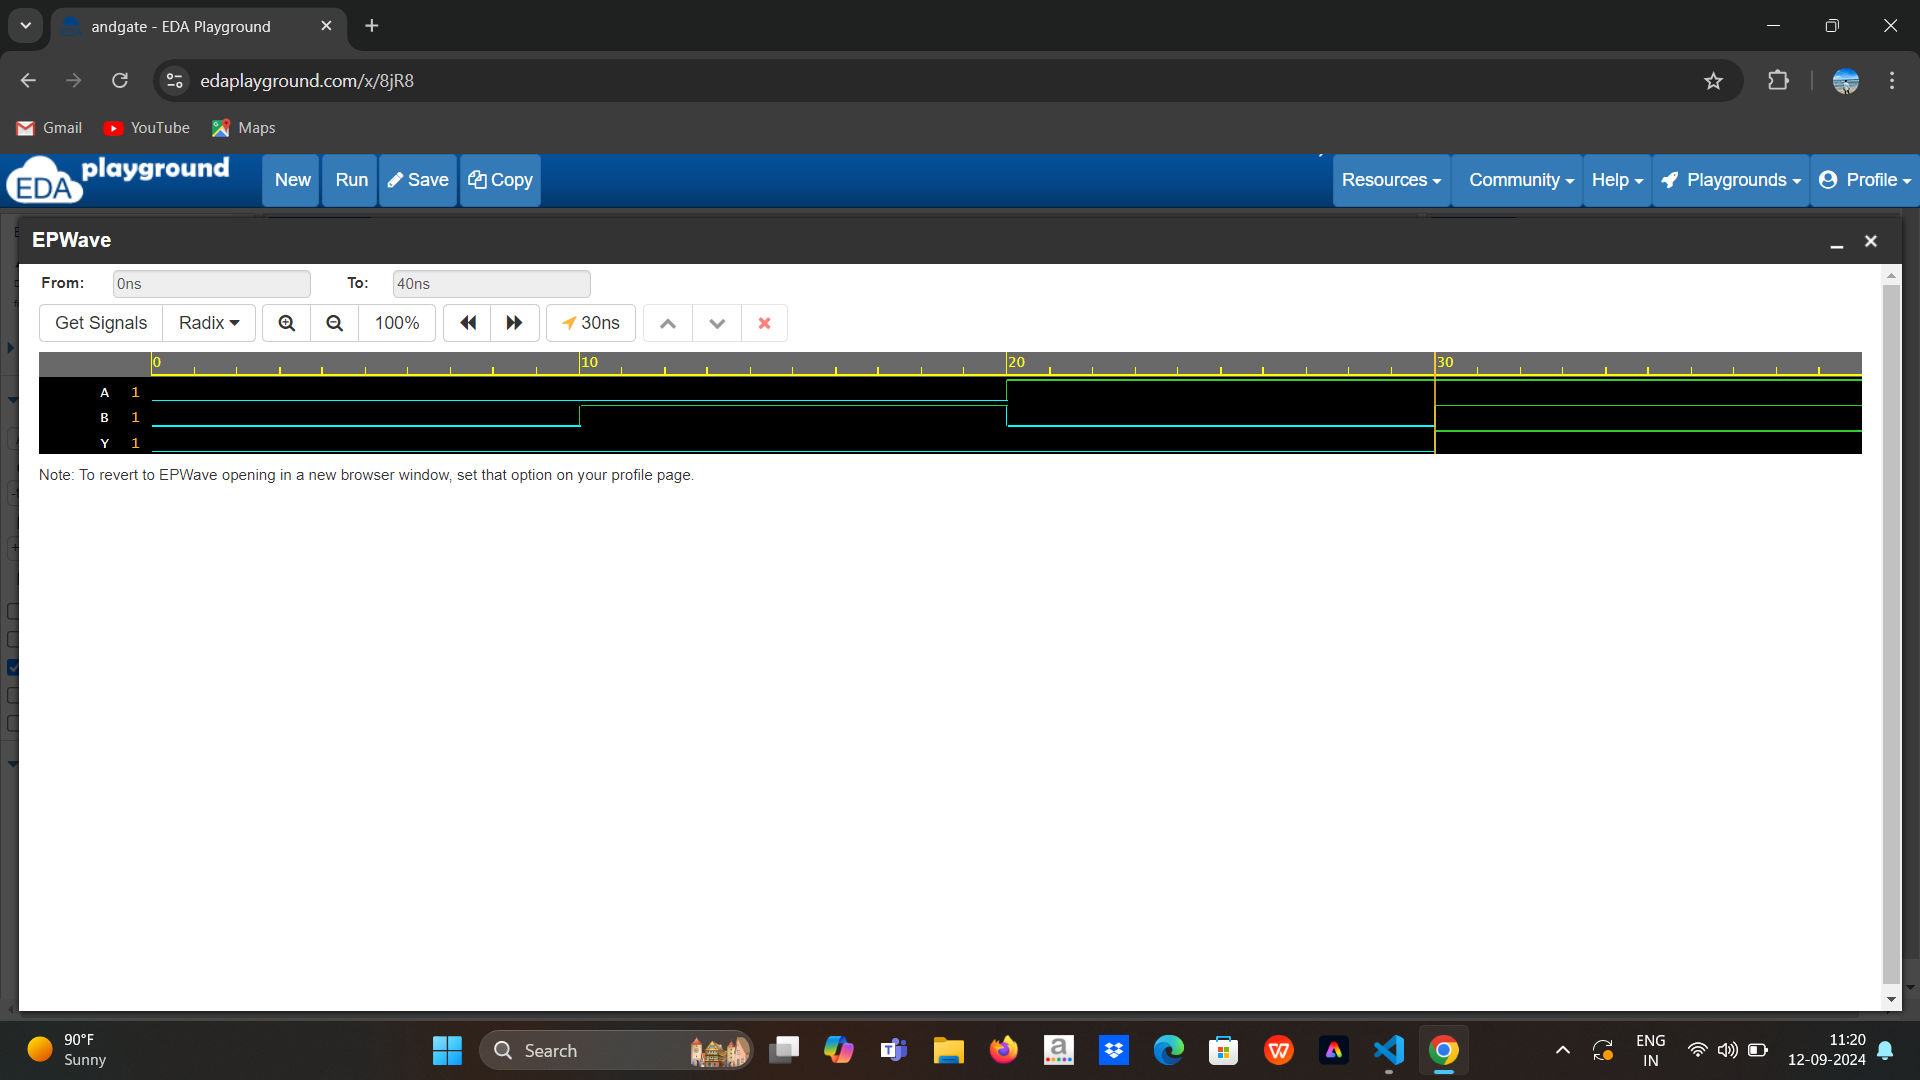 andgate - EDA Playground
edaplayground.com/x/8jR8
Gmail YouTube Maps
EDA playground New Run Save Copy Resources Community Help Playgrounds Profile
EPWave
From: 0ns To: 40ns
Get Signals Radix 100% 30ns
0 10 20 30
A 1
B 1
Y 1
Note: To revert to EPWave opening in a new browser window, set that option on your profile page.
90°F
Sunny
Search
ENG
IN
11:20
12-09-2024